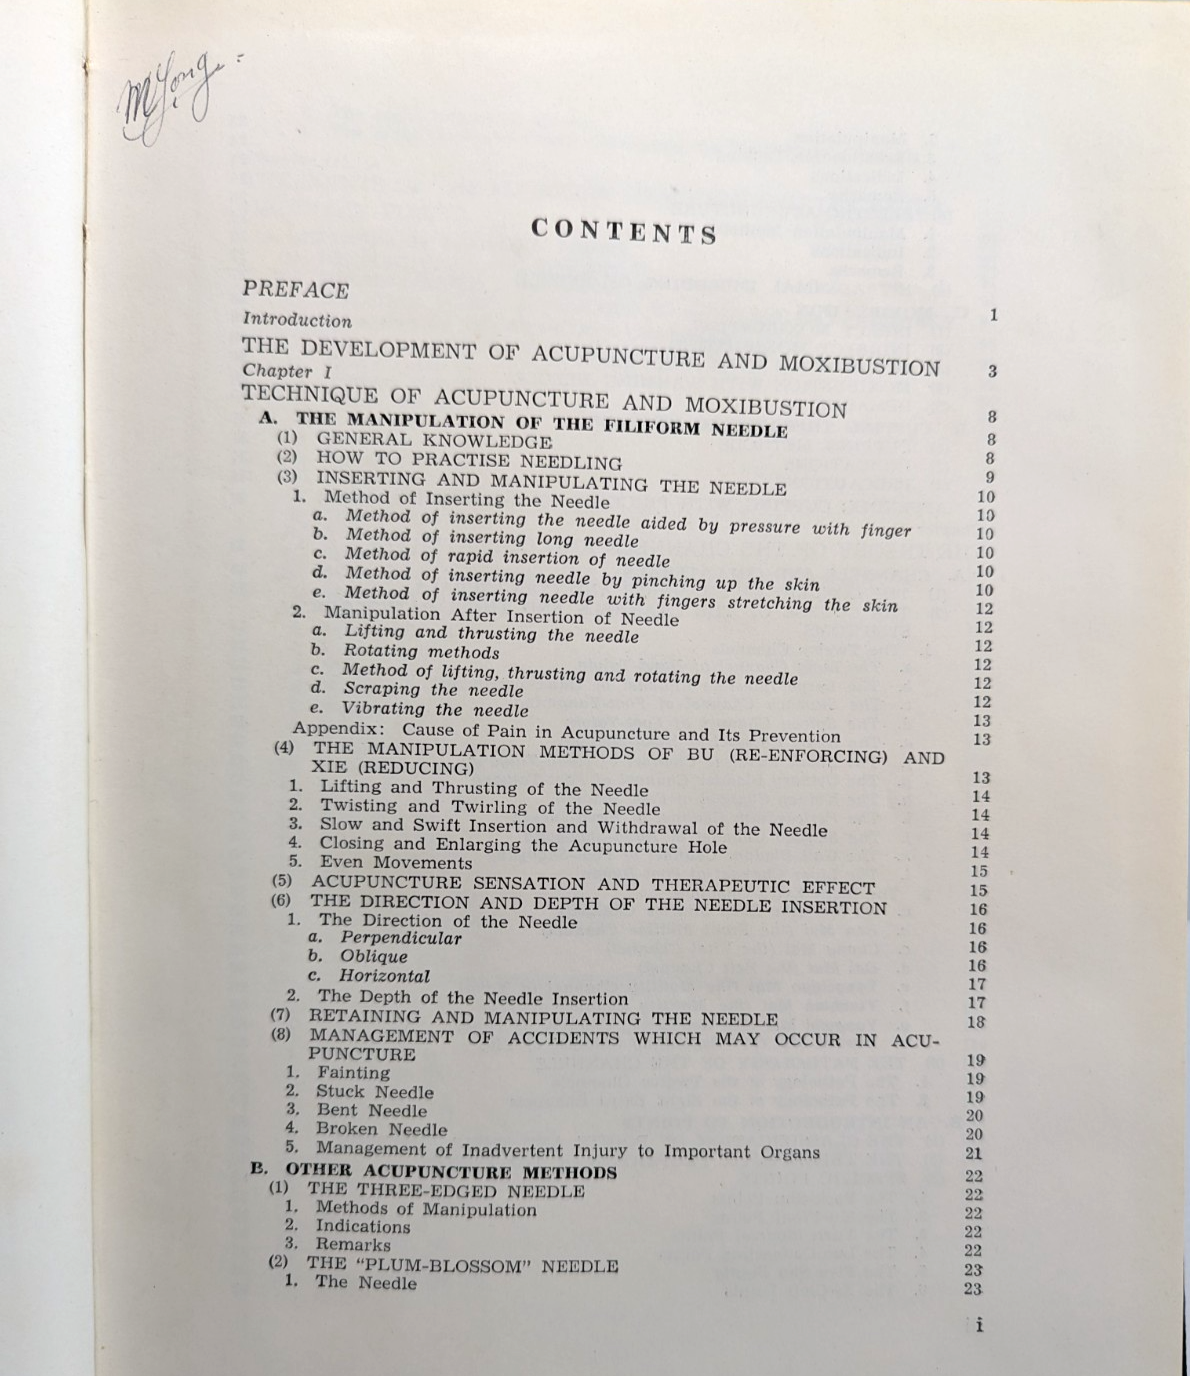 CONTENTS
PREFACE 1
Introduction
THE DEVELOPMENT OF ACUPUNCTURE AND MOXIBUSTION 3
Chapter I
TECHNIQUE OF ACUPUNCTURE AND MOXIBUSTION 8
A. THE MANIPULATION OF THE FILIFORM NEEDLE 8
(1) GENERAL KNOWLEDGE 8
(2) HOW TO PRACTISE NEEDLING 9
(3) INSERTING AND MANIPULATING THE NEEDLE 10
1. Method of Inserting the Needle 10
a. Method of inserting the needle aided by pressure with finger 10
b. Method of inserting long needle 10
c. Method of rapid insertion of needle 10
d. Method of inserting needle by pinching up the skin 10
e. Method of inserting needle with fingers stretching the skin 12
2. Manipulation After Insertion of Needle 12
a. Lifting and thrusting the needle 12
b. Rotating methods 12
c. Method of lifting, thrusting and rotating the needle 12
d. Scraping the needle 12
e. Vibrating the needle 13
Appendix: Cause of Pain in Acupuncture and Its Prevention 13
(4) THE MANIPULATION METHODS OF BU (RE-ENFORCING) AND
XIE (REDUCING) 13
1. Lifting and Thrusting of the Needle 14
2. Twisting and Twirling of the Needle 14
3. Slow and Swift Insertion and Withdrawal of the Needle 14
4. Closing and Enlarging the Acupuncture Hole 14
5. Even Movements 15
(5) ACUPUNCTURE SENSATION AND THERAPEUTIC EFFECT 15
(6) THE DIRECTION AND DEPTH OF THE NEEDLE INSERTION 16
1. The Direction of the Needle 16
a. Perpendicular 16
b. Oblique 16
c. Horizontal 17
2. The Depth of the Needle Insertion 17
(7) RETAINING AND MANIPULATING THE NEEDLE 18
(8) MANAGEMENT OF ACCIDENTS WHICH MAY OCCUR IN ACU-
PUNCTURE 19
1. Fainting 19
2. Stuck Needle 19
3. Bent Needle 20
4. Broken Needle 20
5. Management of Inadvertent Injury to Important Organs 21
B. OTHER ACUPUNCTURE METHODS 22
(1) THE THREE-EDGED NEEDLE 22
1. Methods of Manipulation 22
2. Indications 22
3. Remarks 22
(2) THE "PLUM-BLOSSOM" NEEDLE 23
1. The Needle 23
i